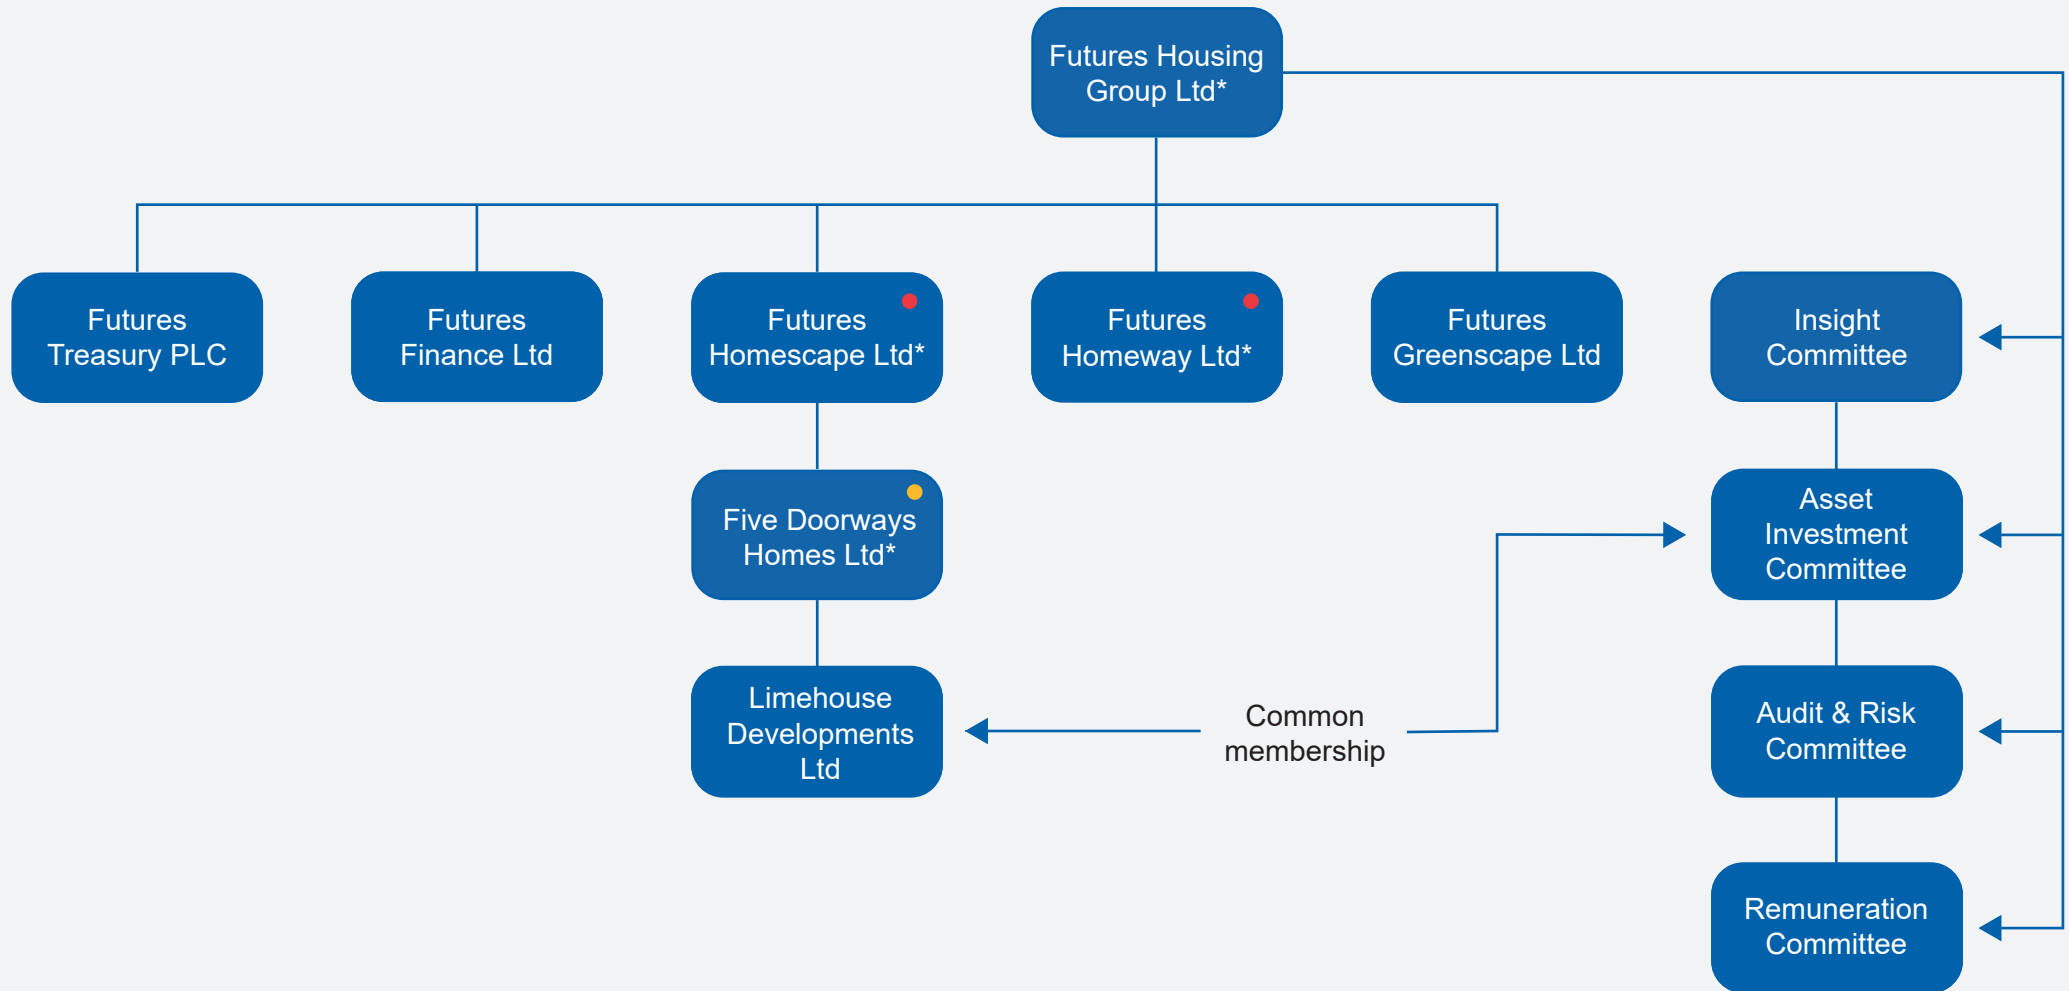 Futures Housing
Group Ltd*
Futures
Treasury PLC
Futures
Finance Ltd
Futures
Homescape Ltd*
Futures
Homeway Ltd*
Futures
Greenscape Ltd
Insight
Committee
Five Doorways
Homes Ltd*
Asset
Investment
Committee
Limehouse
Developments
Ltd
Common
membership
Audit & Risk
Committee
Remuneration
Committee